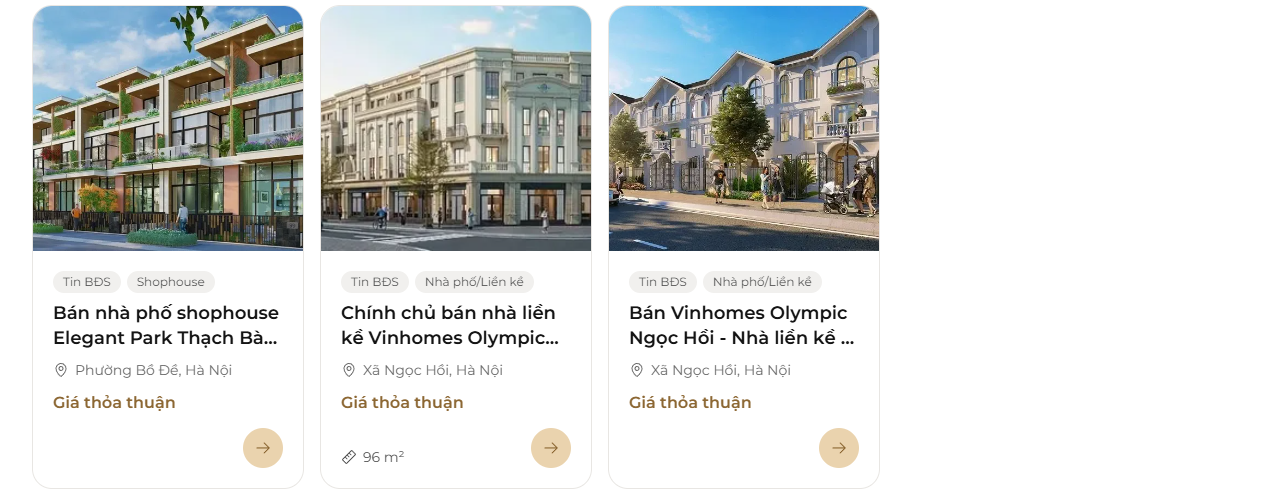 Tin BĐS Shophouse
Bán nhà phố shophouse
Elegant Park Thạch Bà...
Phường Bồ Đề, Hà Nội
Giá thỏa thuận
Tin BĐS Nhà phố/Liền kề
Chính chủ bán nhà liền
kề Vinhomes Olympic...
Xã Ngọc Hồi, Hà Nội
Giá thỏa thuận
96 m²
Tin BĐS Nhà phố/Liền kề
Bán Vinhomes Olympic
Ngọc Hồi - Nhà liền kề ...
Xã Ngọc Hồi, Hà Nội
Giá thỏa thuận